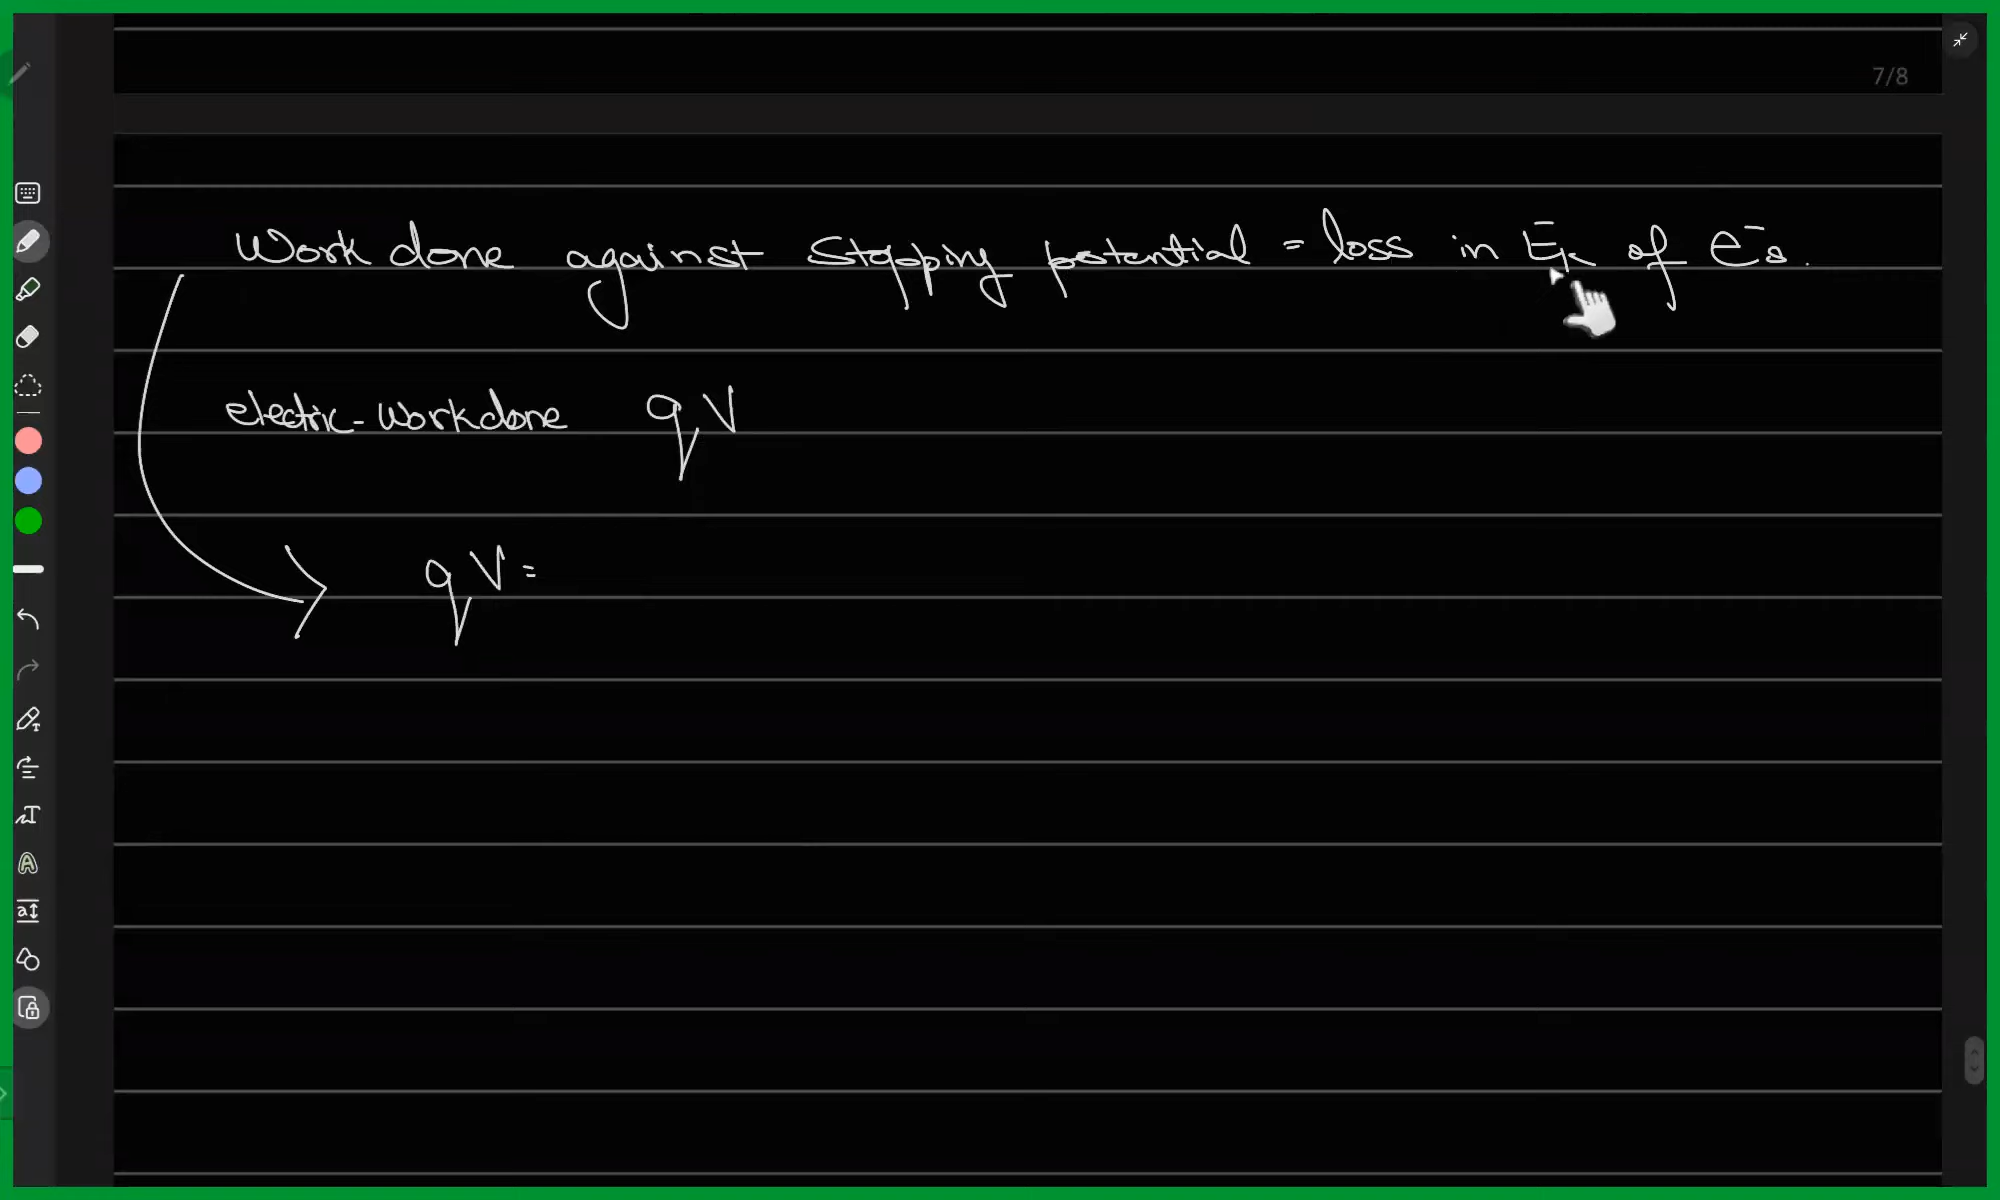 7/8
Work done against stopping potential = loss in Eₖ of e⁻s.
electric-workdone qV
qV =